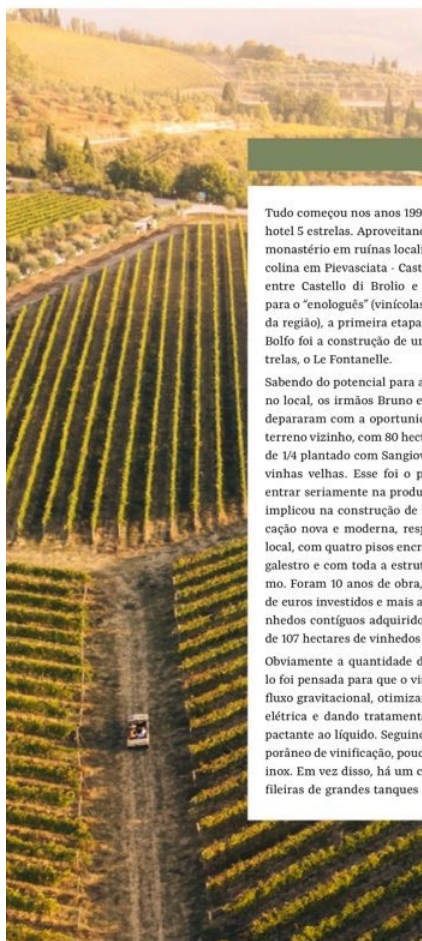 Tudo começou nos anos 199
hotel 5 estrelas. Aproveitand
monastério em ruínas locali
colina em Pievasciata - Cast
entre Castello di Brolio e
para o “enologuês” (vinícolas
da região), a primeira etapa
Bolfo foi a construção de um
trelas, o Le Fontanelle.
Sabendo do potencial para a
no local, os irmãos Bruno e
depararam com a oportunid
terreno vizinho, com 80 hect
de 1/4 plantado com Sangiov
vinhas velhas. Esse foi o p
entrar seriamente na produ
implicou na construção de
cação nova e moderna, resp
local, com quatro pisos encr
galestro e com toda a estrut
mo. Foram 10 anos de obra,
de euros investidos e mais a
nhedos contíguos adquirido
de 107 hectares de vinhedos
Obviamente a quantidade d
lo foi pensada para que o vi
fluxo gravitacional, otimiza
elétrica e dando tratament
pactante ao líquido. Seguind
porâneo de vinificação, pouc
inox. Em vez disso, há um c
fileiras de grandes tanques